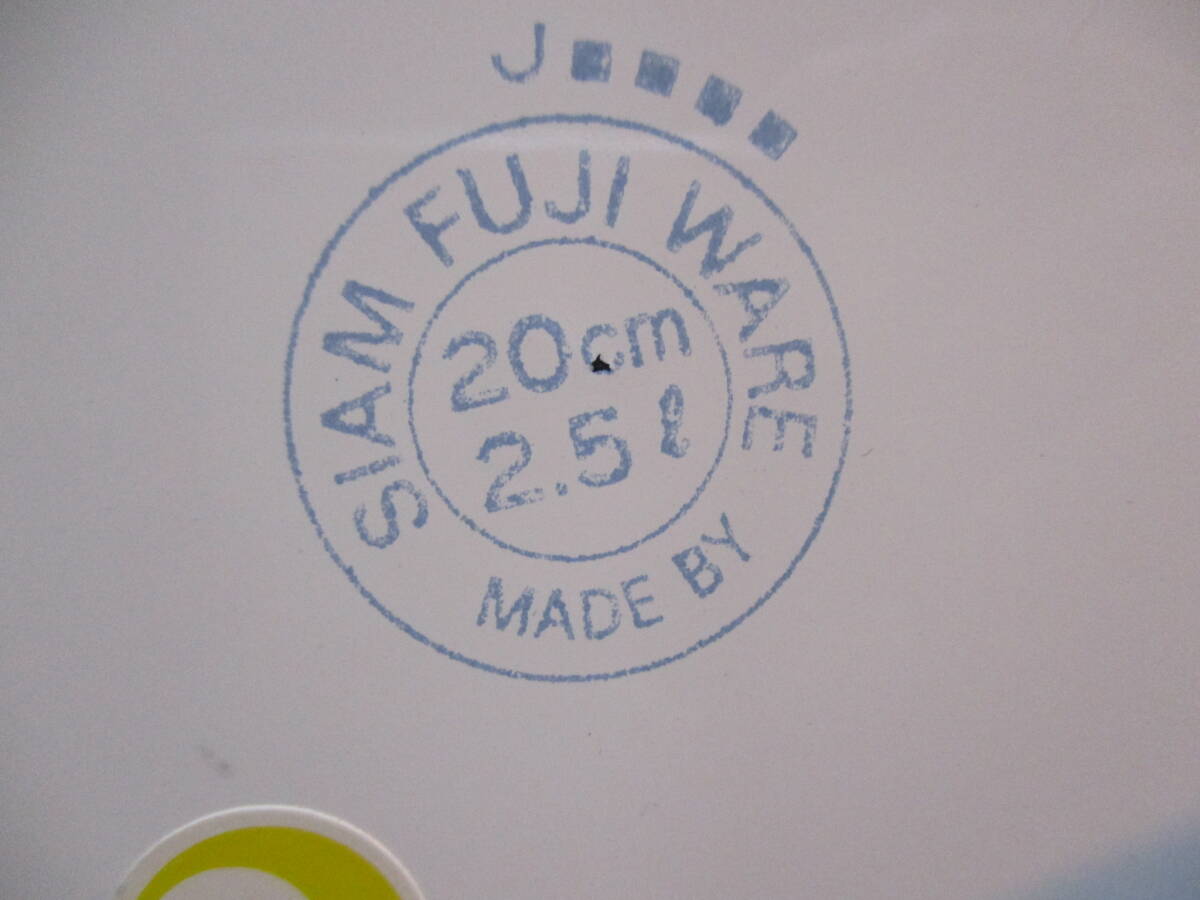 J■■■■
SIAM FUJI WARE
20cm
2.5ℓ
MADE BY